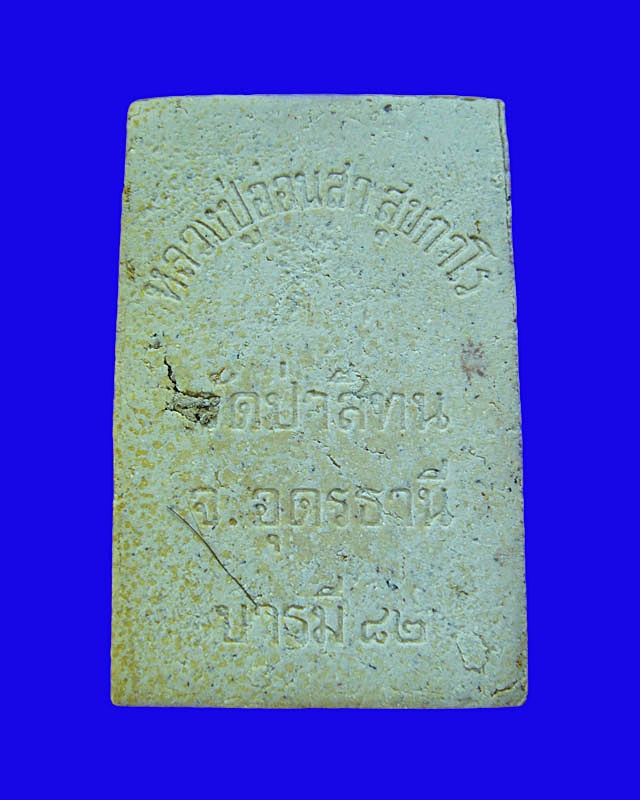 หลวงปู่อ่อนสา สุขกาโร
วัดป่าสีทน
จ. อุดรธานี
บารมี ๘๒